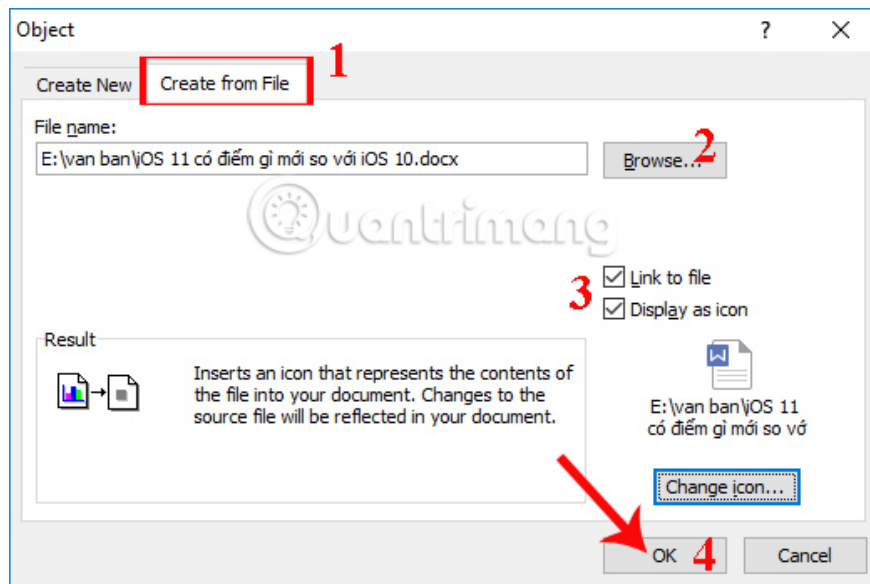 Object
1
Create New
Create from File
File name:
E:\van ban\iOS 11 có điểm gì mới so với iOS 10.docx
Browse...
2
Quantrimang
3
Link to file
Display as icon
Result
Inserts an icon that represents the contents of
the file into your document. Changes to the
source file will be reflected in your document.
E:\van ban\iOS 11
có điểm gì mới so vớ
Change icon...
OK
4
Cancel